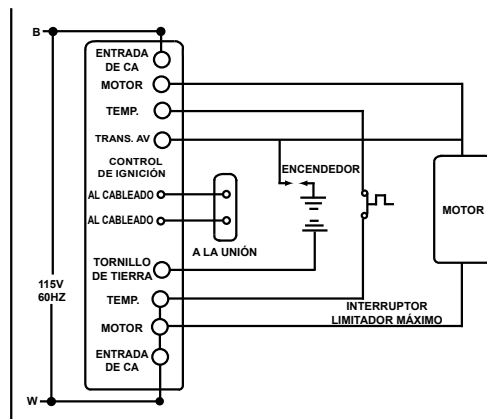 B
ENTRADA
DE CA
MOTOR
TEMP.
TRANS. AV
CONTROL
DE IGNICIÓN
AL CABLEADO
AL CABLEADO
ENCENDEDOR
MOTOR
A LA UNIÓN
TORNILLO
DE TIERRA
115V
60HZ
TEMP.
INTERRUPTOR
LIMITADOR MÁXIMO
MOTOR
ENTRADA
DE CA
W